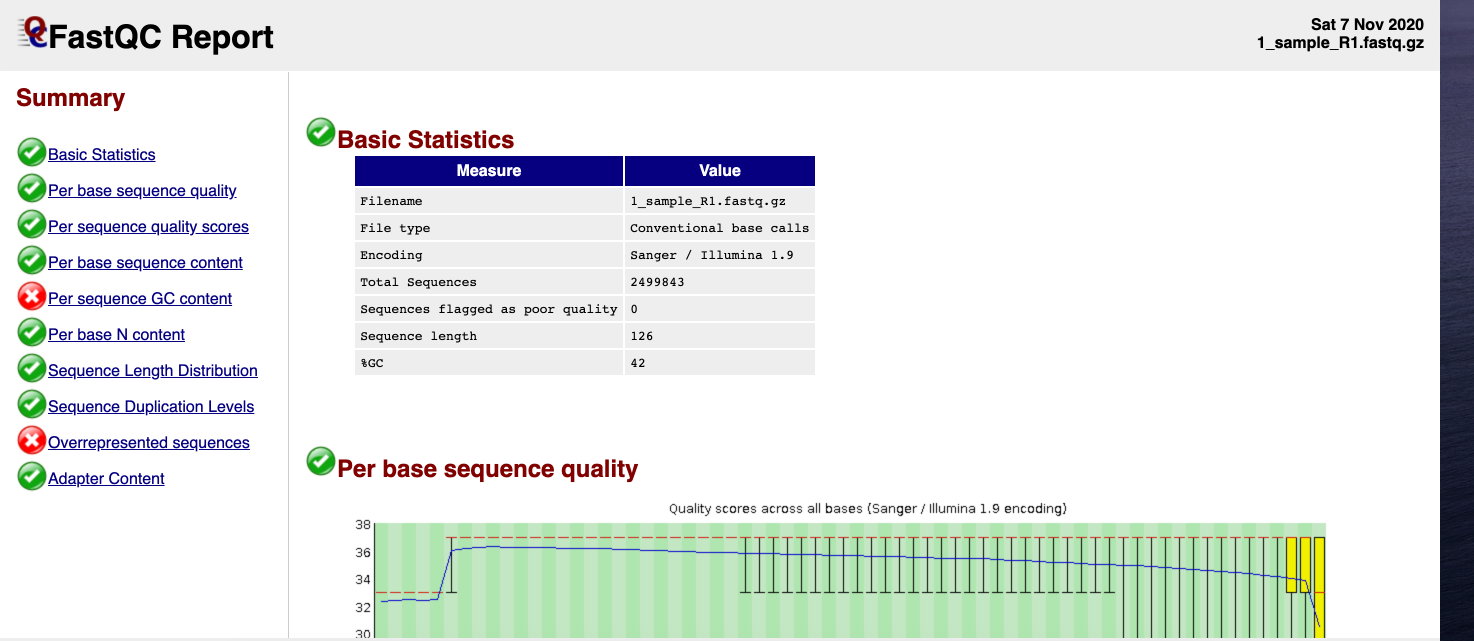 FastQC Report
Sat 7 Nov 2020
1_sample_R1.fastq.gz
Summary
Basic Statistics
Per base sequence quality
Per sequence quality scores
Per base sequence content
Per sequence GC content
Per base N content
Sequence Length Distribution
Sequence Duplication Levels
Overrepresented sequences
Adapter Content
Basic Statistics
Measure Value
Filename 1_sample_R1.fastq.gz
File type Conventional base calls
Encoding Sanger / Illumina 1.9
Total Sequences 2499843
Sequences flagged as poor quality 0
Sequence length 126
%GC 42
Per base sequence quality
Quality scores across all bases (Sanger / Illumina 1.9 encoding)
38
36
34
32
30